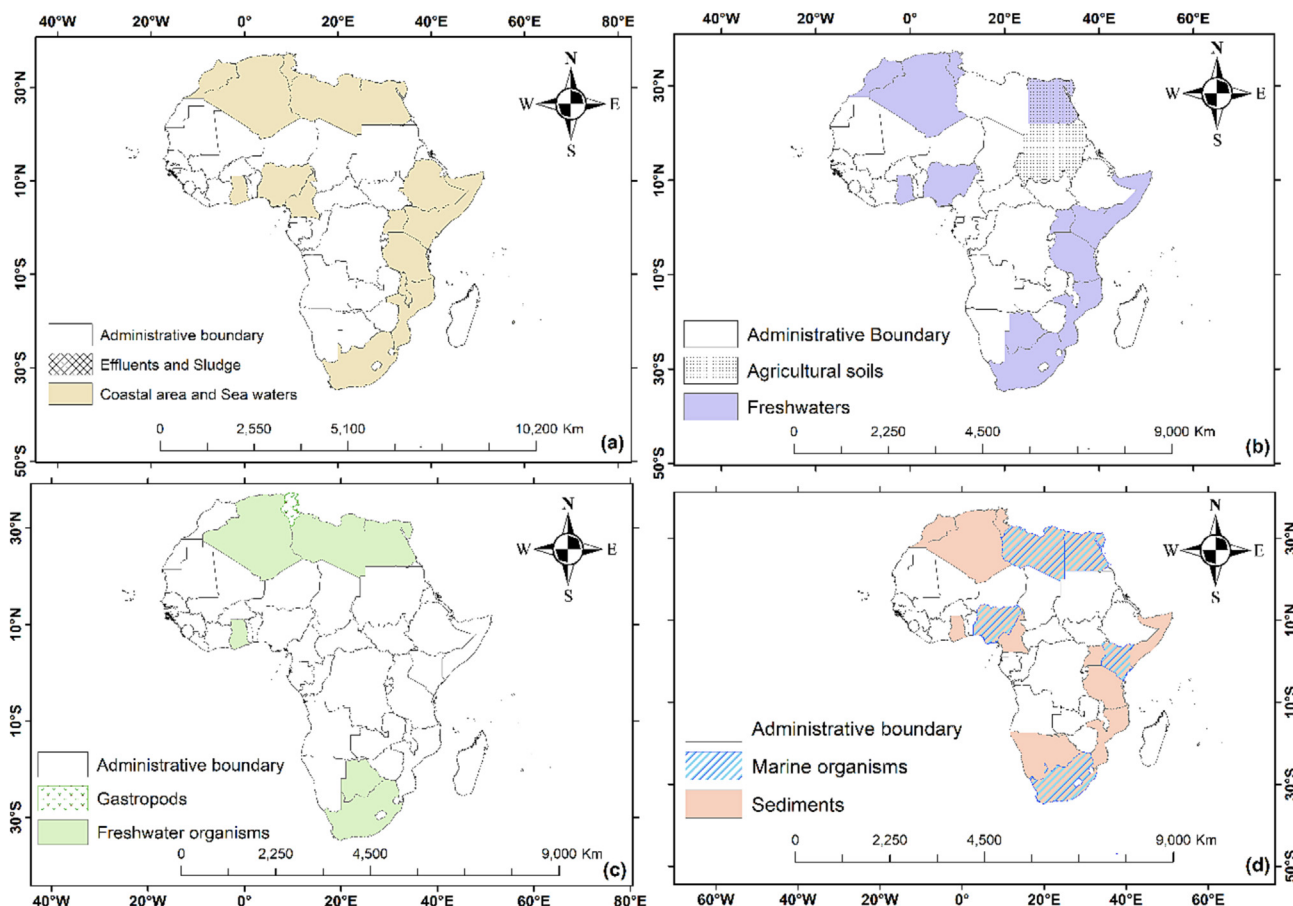 40°W 20°W 0° 20°E 40°E 60°E 80°E
30°N
10°N
10°S
30°S
50°S
N
W E
S
Administrative boundary
Effluents and Sludge
Coastal area and Sea waters
0 2,550 5,100 10,200 Km
(a)
40°W 20°W 0° 20°E 40°E 60°E
30°N
10°N
10°S
30°S
50°S
N
W E
S
Administrative Boundary
Agricultural soils
Freshwaters
0 2,250 4,500 9,000 Km
(b)
30°N
10°N
10°S
30°S
N
W E
S
Administrative boundary
Gastropods
Freshwater organisms
0 2,250 4,500 9,000 Km
(c)
40°W 20°W 0° 20°E 40°E 60°E 80°E
30°N
10°N
10°S
30°S
50°S
N
W E
S
Administrative boundary
Marine organisms
Sediments
0 2,250 4,500 9,000 Km
(d)
60°W 40°W 20°W 0° 20°E 40°E 60°E